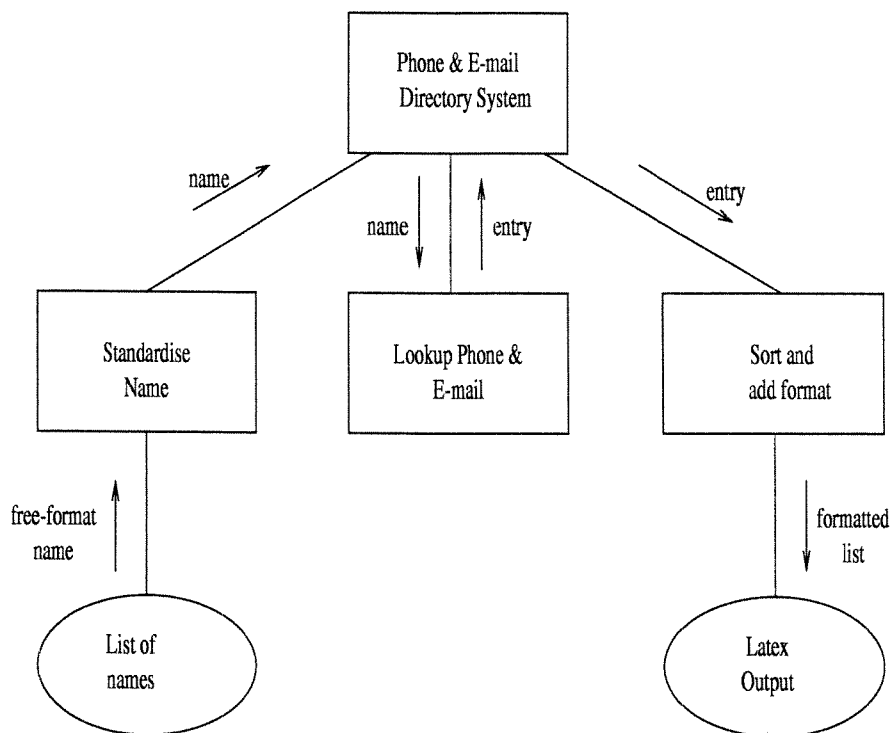 Phone & E-mail
Directory System
name
name
entry
entry
Standardise
Name
Lookup Phone &
E-mail
Sort and
add format
free-format
name
formatted
list
List of
names
Latex
Output